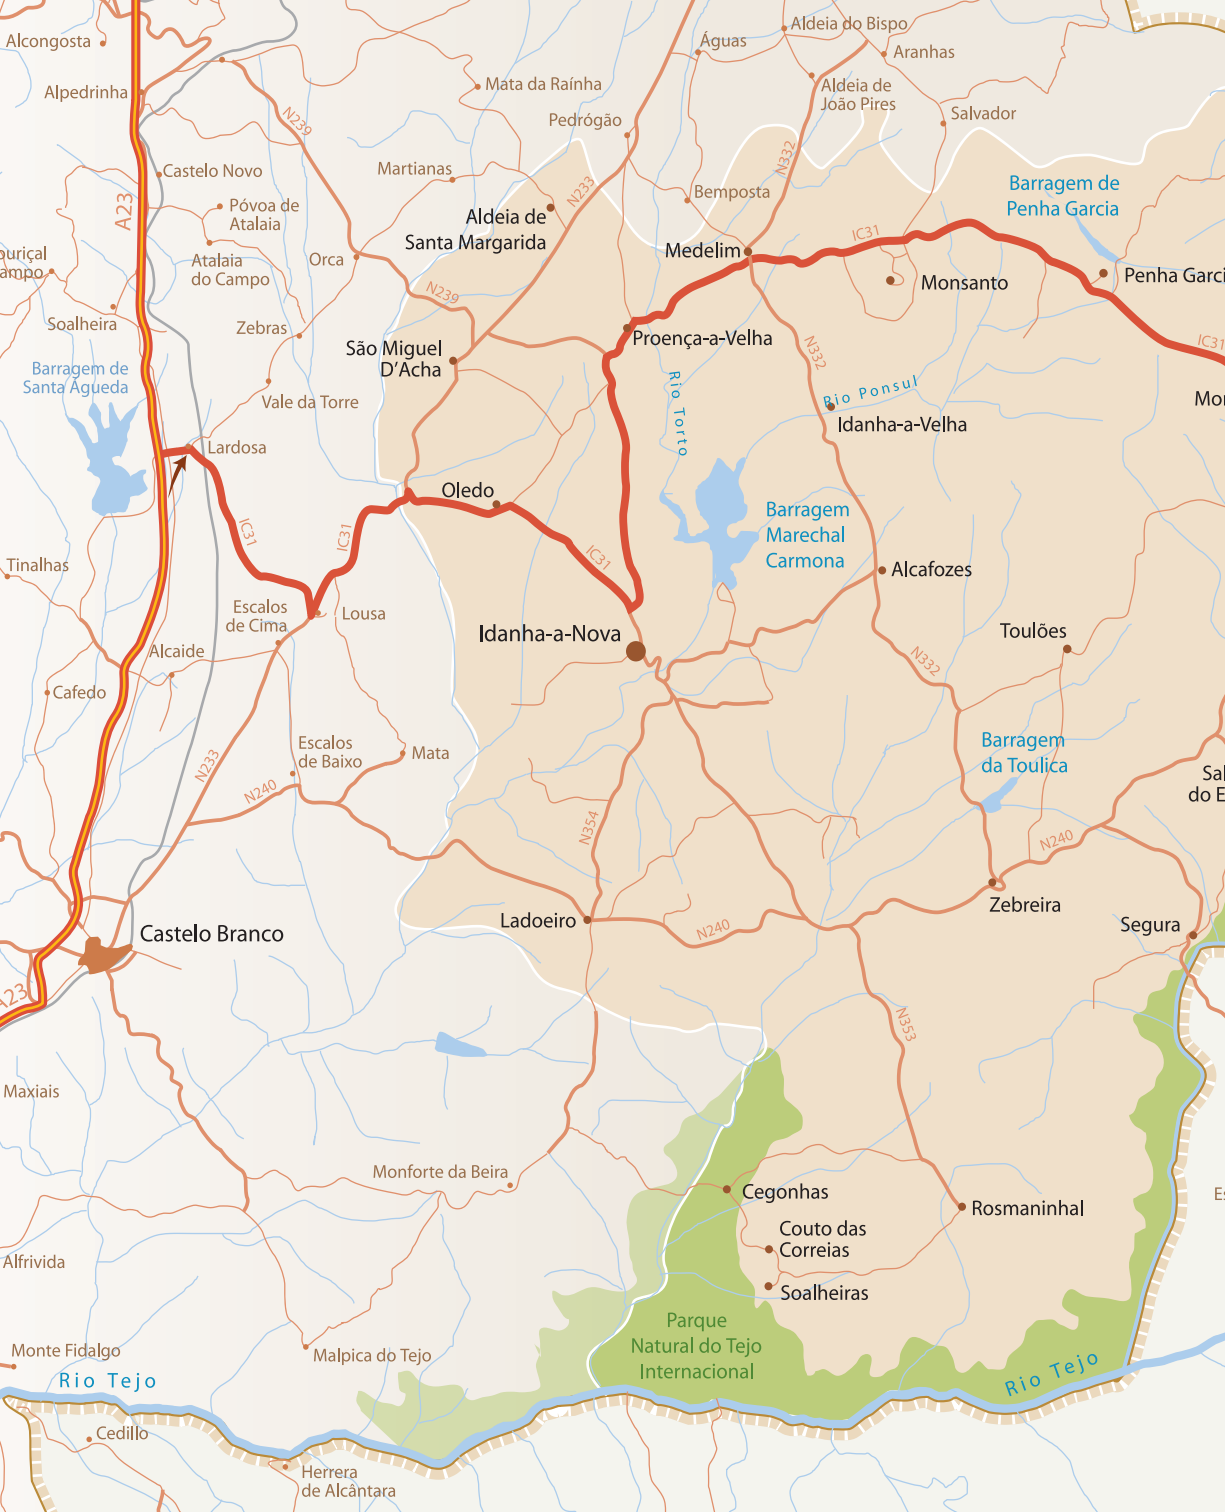 Alcongosta
Alpedrinha
Castelo Novo
Póvoa de
Atalaia
Atalaia
do Campo
A23
Soalheira
Zebras
Orca
N239
Barragem de
Santa Águeda
Vale da Torre
Lardosa
Martianas
Mata da Raínha
Pedrógão
Águas
Aldeia do Bispo
Aranhas
Aldeia de
João Pires
Salvador
Bemposta
N332
N233
Aldeia de
Santa Margarida
N239
São Miguel
D'Acha
Medelim
IC31
Barragem de
Penha Garcia
Monsanto
Proença-a-Velha
N332
Rio Ponsul
Idanha-a-Velha
Rio Torto
IC31
Oledo
IC31
IC31
IC31
Barragem
Marechal
Carmona
Alcafozes
Tinalhas
Escalos
de Cima
Lousa
Idanha-a-Nova
Toulões
Alcaide
Cafedo
N332
Escalos
de Baixo
Mata
N233
N240
Barragem
da Toulica
N354
N240
Zebreira
Segura
Castelo Branco
Ladoeiro
N240
A23
N353
Maxiais
Monforte da Beira
Cegonhas
Couto das
Correias
Soalheiras
Rosmaninhal
Alfrivida
Parque
Natural do Tejo
Internacional
Monte Fidalgo
Malpica do Tejo
Rio Tejo
Rio Tejo
Cedillo
Herrera
de Alcântara